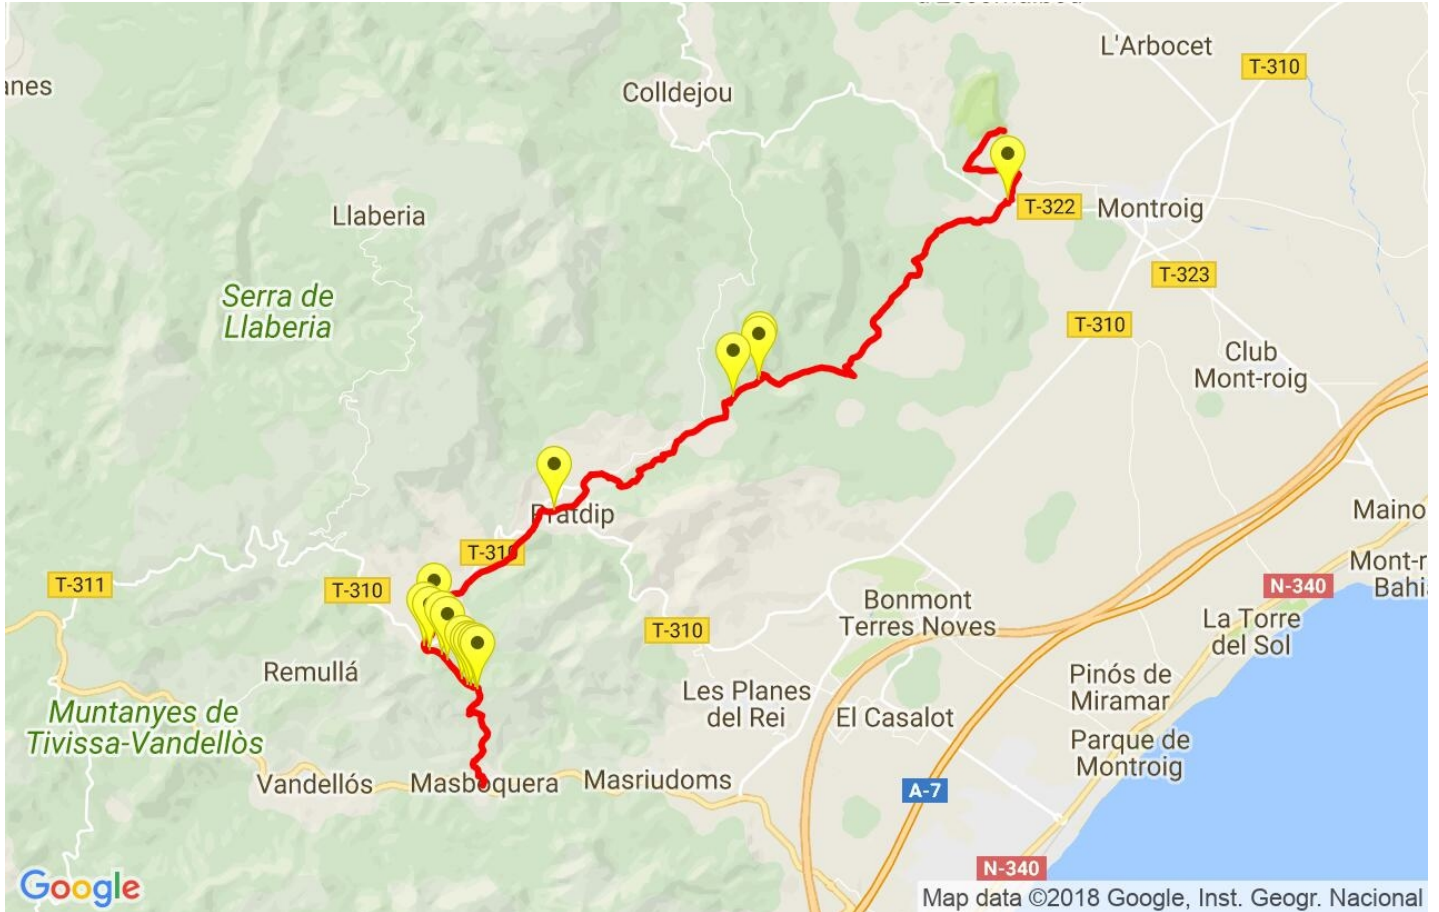 L'Arbocet
T-310
anes
Colldejou
Llaberia
T-322
Montroig
T-323
Serra de
Llaberia
T-310
Club
Mont-roig
Pratdip
Maino
T-310
T-311
T-310
Mont-r
Bahi
N-340
Bonmont
Terres Noves
La Torre
del Sol
T-310
Remullá
Pinós de
Miramar
Les Planes
del Rei
El Casalot
Muntanyes de
Tivissa-Vandellòs
Parque de
Montroig
Vandellós
Masboquera
Masriudoms
A-7
N-340
Google
Map data ©2018 Google, Inst. Geogr. Nacional